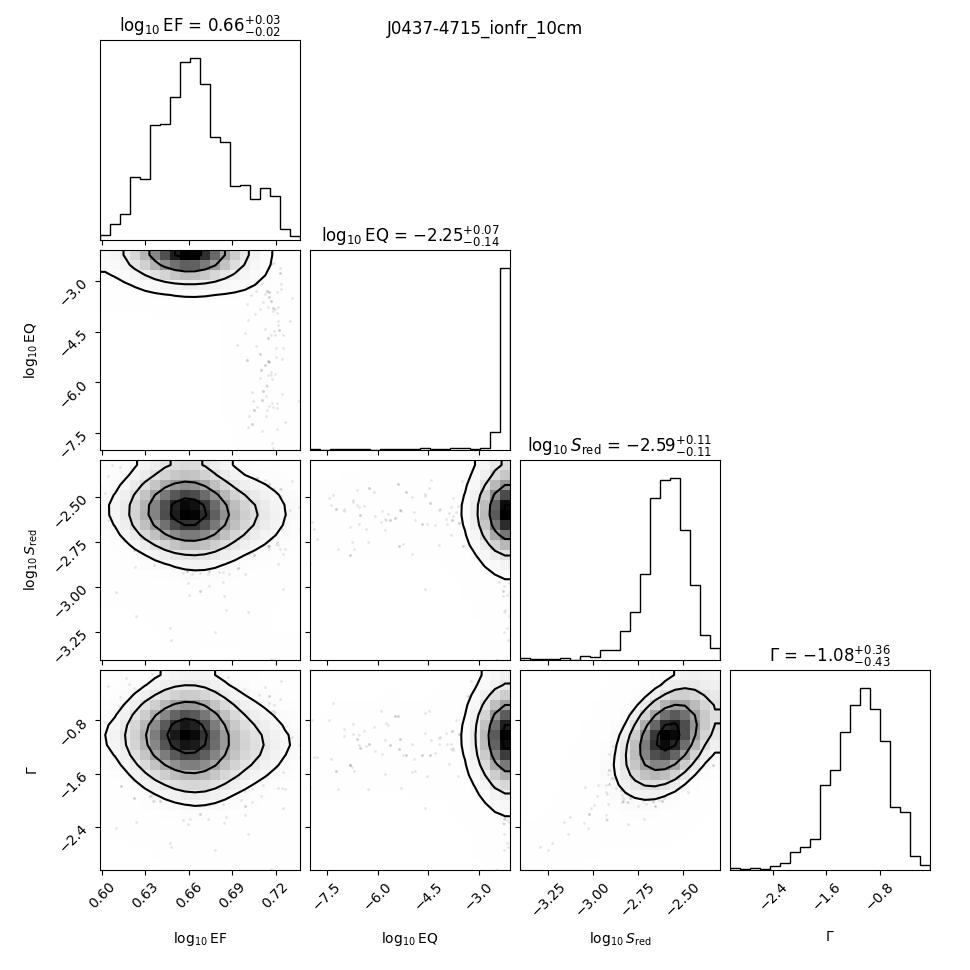 J0437-4715_ionfr_10cm
log₁₀ EF = 0.66⁺⁰·⁰³₋₀.₀₂
log₁₀ EQ = −2.25⁺⁰·⁰⁷₋₀.₁₄
−3.0
−4.5
−6.0
−7.5
log₁₀ EQ
log₁₀ S_red = −2.59⁺⁰·¹¹₋₀.₁₁
−2.50
−2.75
−3.00
−3.25
log₁₀ S_red
Γ = −1.08⁺⁰·³⁶₋₀.₄₃
−0.8
−1.6
−2.4
Γ
0.60 0.63 0.66 0.69 0.72 −7.5 −6.0 −4.5 −3.0 −3.25 −3.00 −2.75 −2.50 −2.4 −1.6 −0.8
log₁₀ EF log₁₀ EQ log₁₀ S_red Γ